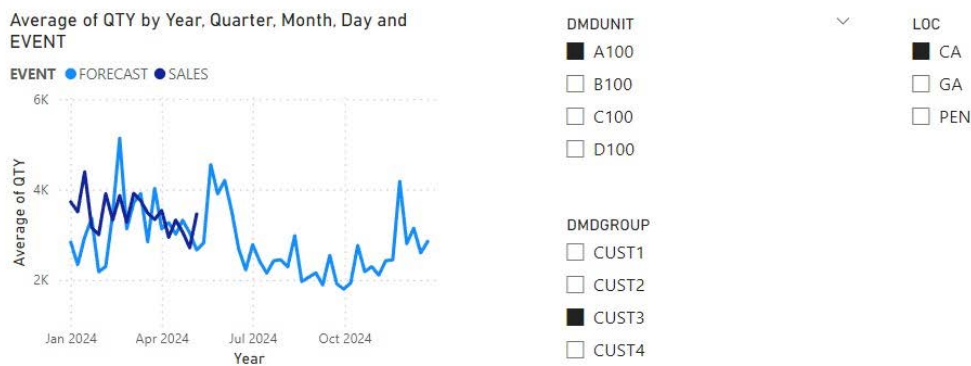 Average of QTY by Year, Quarter, Month, Day and
EVENT
EVENT FORECAST SALES
6K
4K
2K
Average of QTY
Jan 2024 Apr 2024 Jul 2024 Oct 2024
Year
DMDUNIT
A100
B100
C100
D100
LOC
CA
GA
PEN
DMDGROUP
CUST1
CUST2
CUST3
CUST4